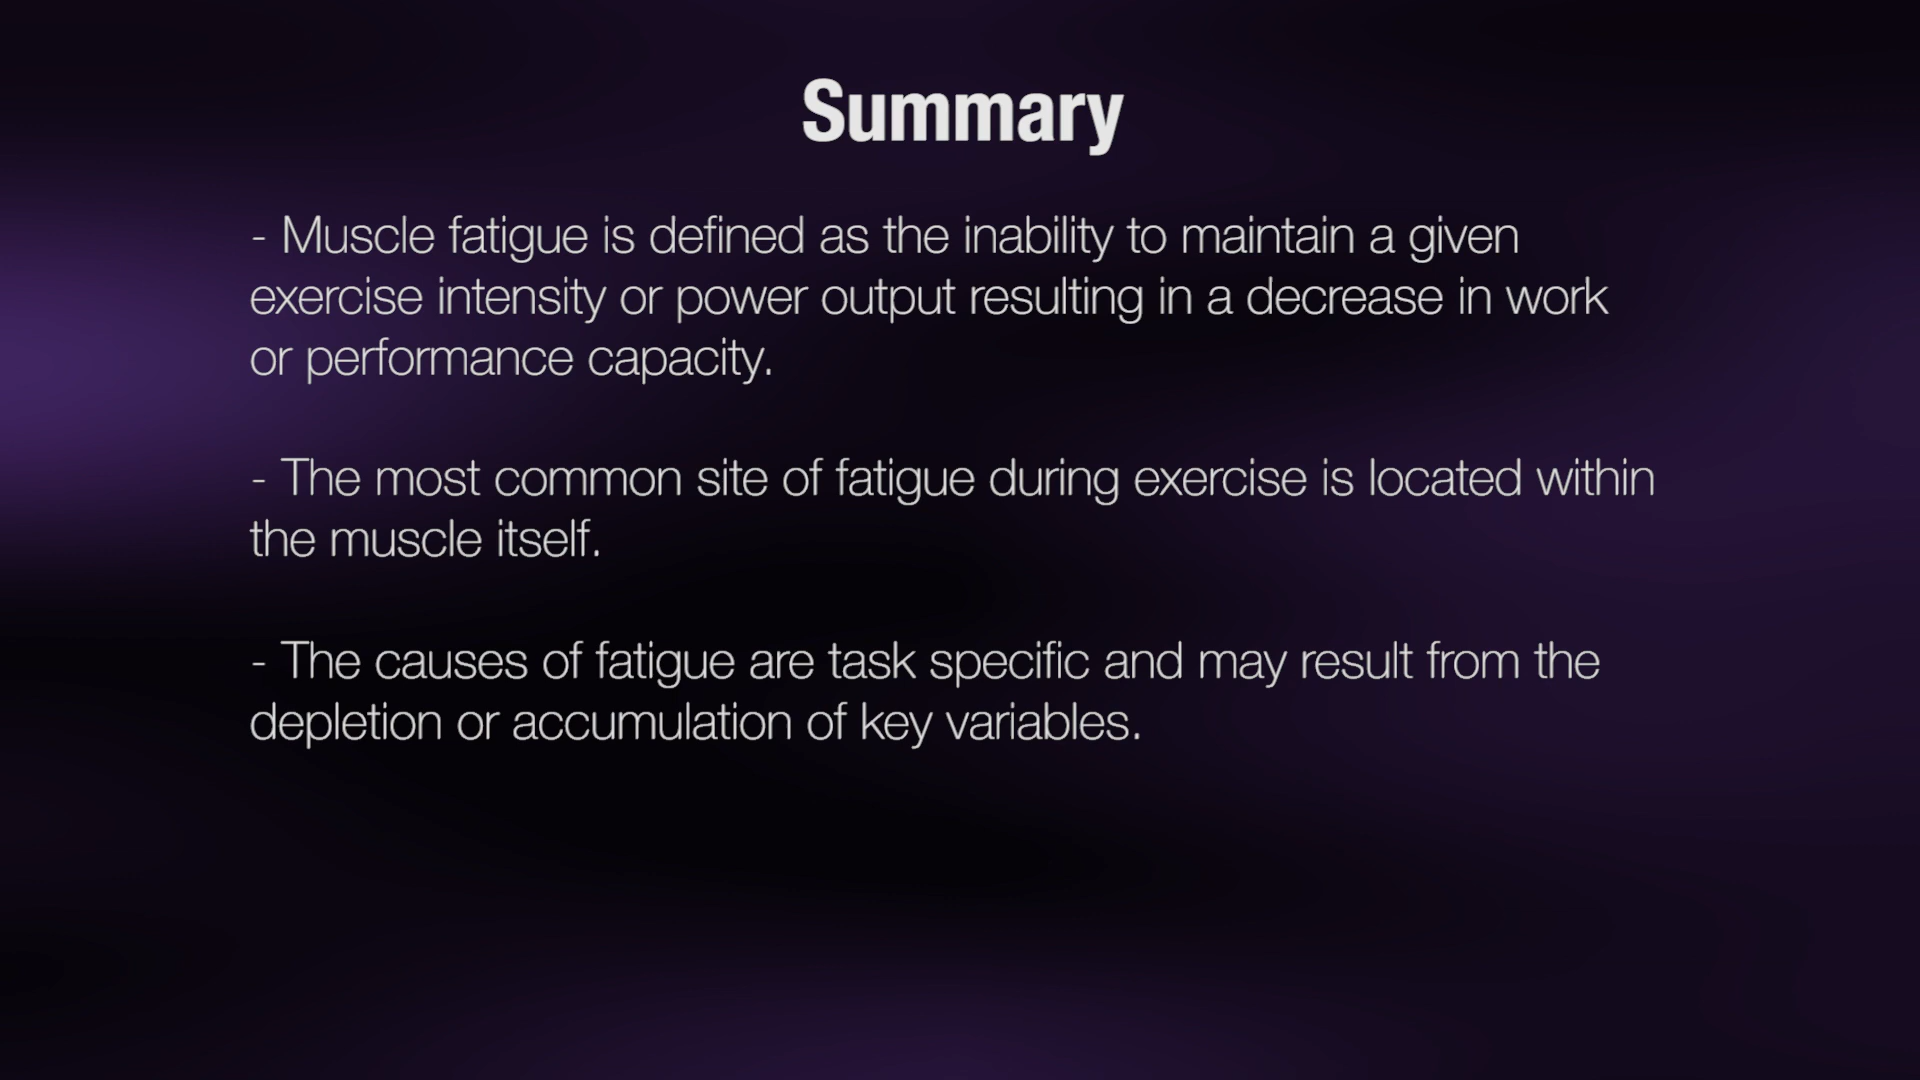 Summary
- Muscle fatigue is defined as the inability to maintain a given
exercise intensity or power output resulting in a decrease in work
or performance capacity.
- The most common site of fatigue during exercise is located within
the muscle itself.
- The causes of fatigue are task specific and may result from the
depletion or accumulation of key variables.